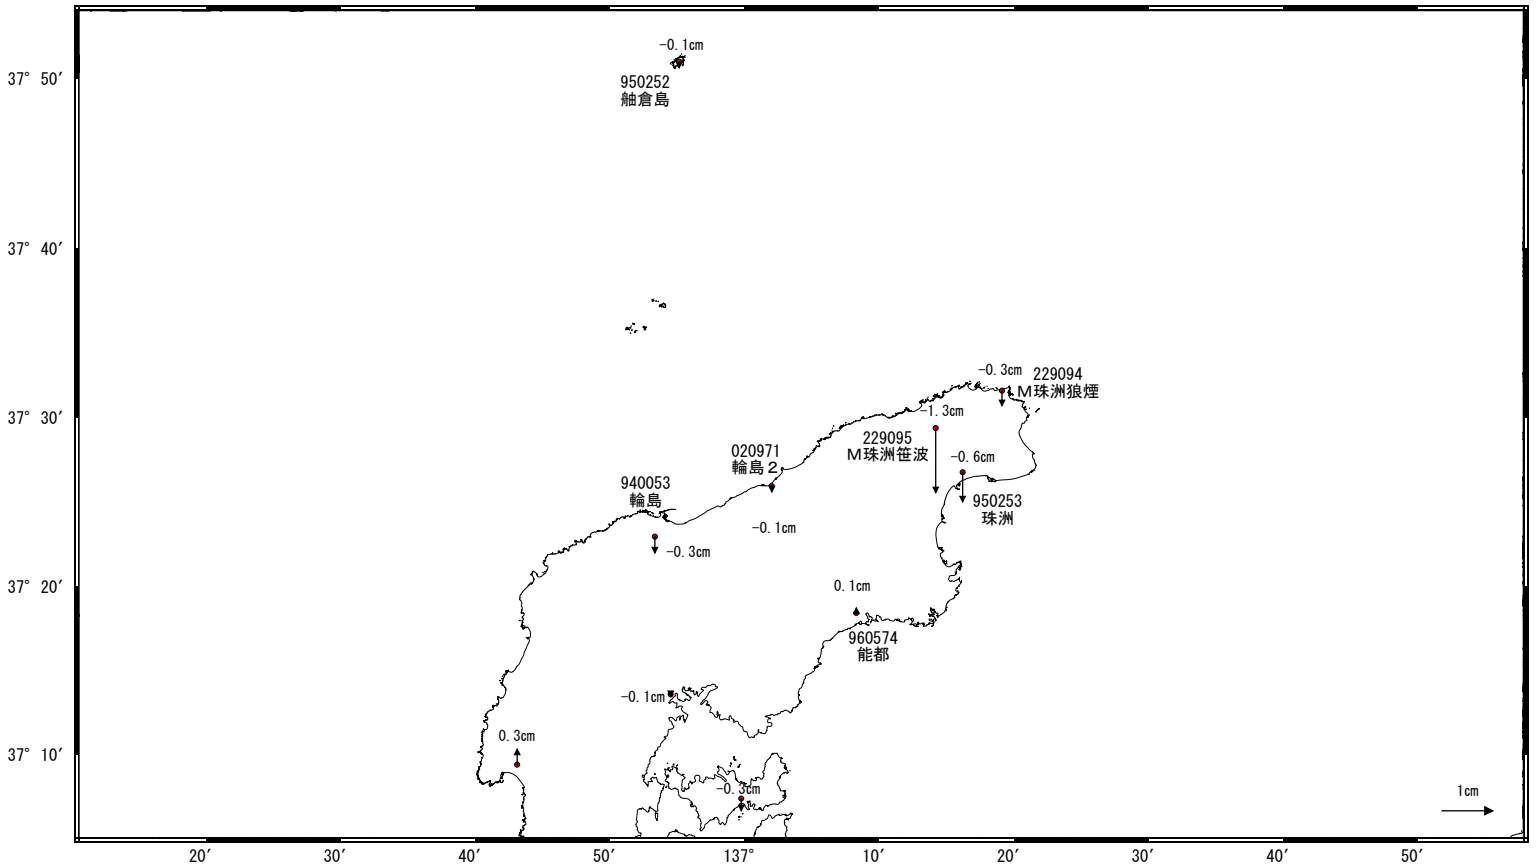 -0.1cm
37° 50′
950252
舳倉島
37° 40′
-0.3cm
229094
M珠洲狼煙
37° 30′
-1.3cm
229095
M珠洲笹波
020971
輪島2
-0.6cm
940053
輪島
950253
珠洲
-0.1cm
-0.3cm
37° 20′
0.1cm
960574
能都
-0.1cm
0.3cm
37° 10′
-0.3cm
1cm
20′
30′
40′
50′
137°
10′
20′
30′
40′
50′